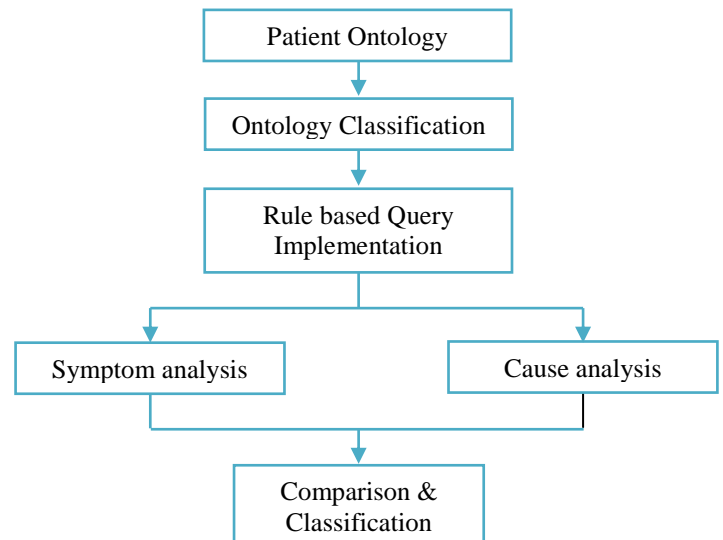 Patient Ontology
Ontology Classification
Rule based Query
Implementation
Symptom analysis
Cause analysis
Comparison &
Classification